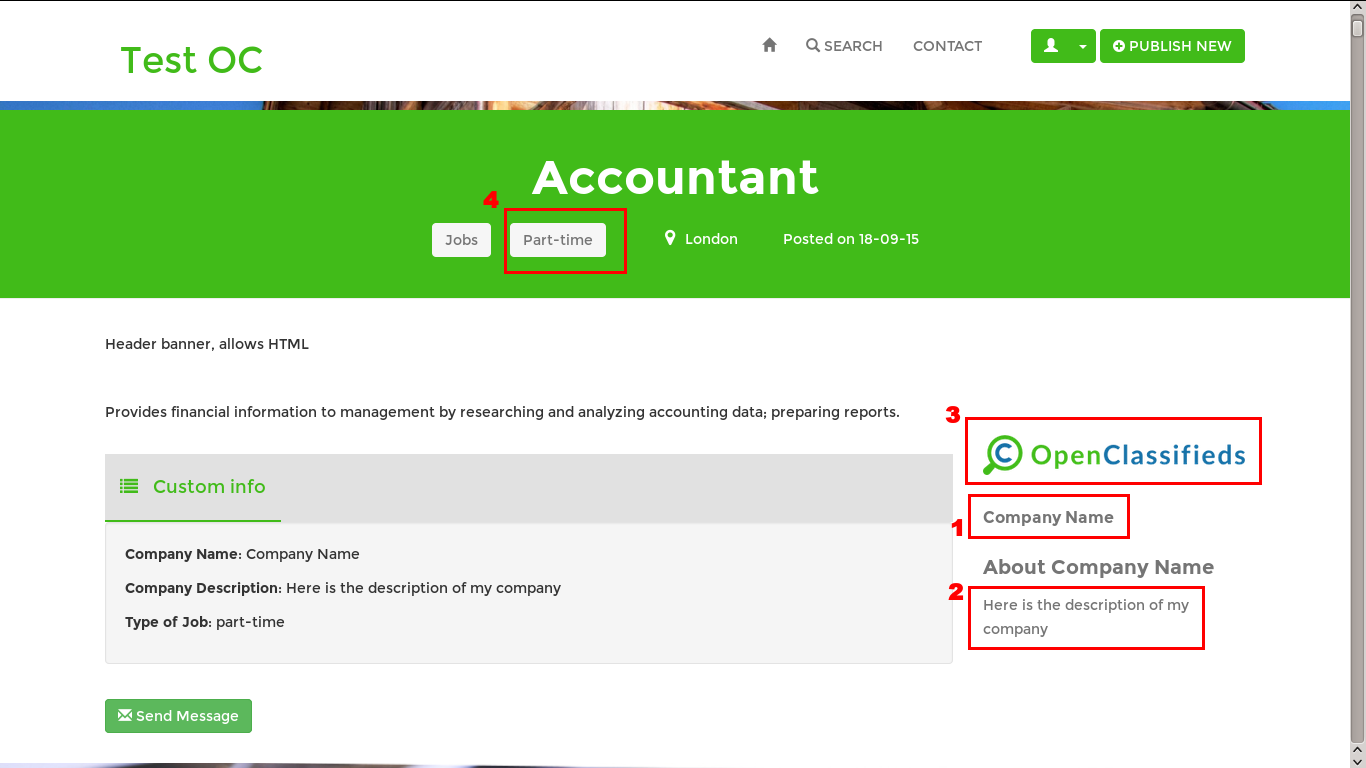 Test OC
SEARCH
CONTACT
PUBLISH NEW
Accountant
4
Jobs
Part-time
London
Posted on 18-09-15
Header banner, allows HTML
Provides financial information to management by researching and analyzing accounting data; preparing reports.
3
OpenClassifieds
Custom info
1
Company Name
Company Name: Company Name
About Company Name
Company Description: Here is the description of my company
2
Here is the description of my
company
Type of Job: part-time
Send Message